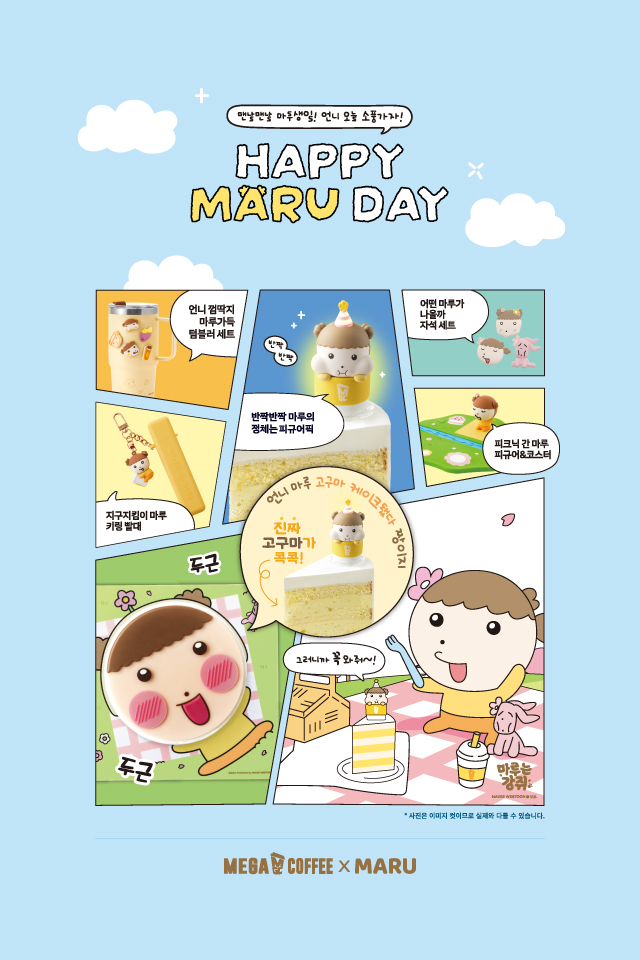 맨날맨날 마루생일! 언니 오늘 소풍가자!
HAPPY
MARU DAY
언니 껌딱지
마루가득
텀블러 세트
반짝
반짝
반짝반짝 마루의
정체는 피규어픽
어떤 마루가
나올까
자석 세트
지구지킴이 마루
키링 빨대
피크닉 간 마루
피규어&코스터
언니 마루 고구마 케이크됐다 짱이지
진짜
고구마가
콕콕!
두근
두근
그러니까 꼭 와줘~!
마루는
강쥐
* 사진은 이미지 컷이므로 실제와 다를 수 있습니다.
MEGA COFFEE X MARU